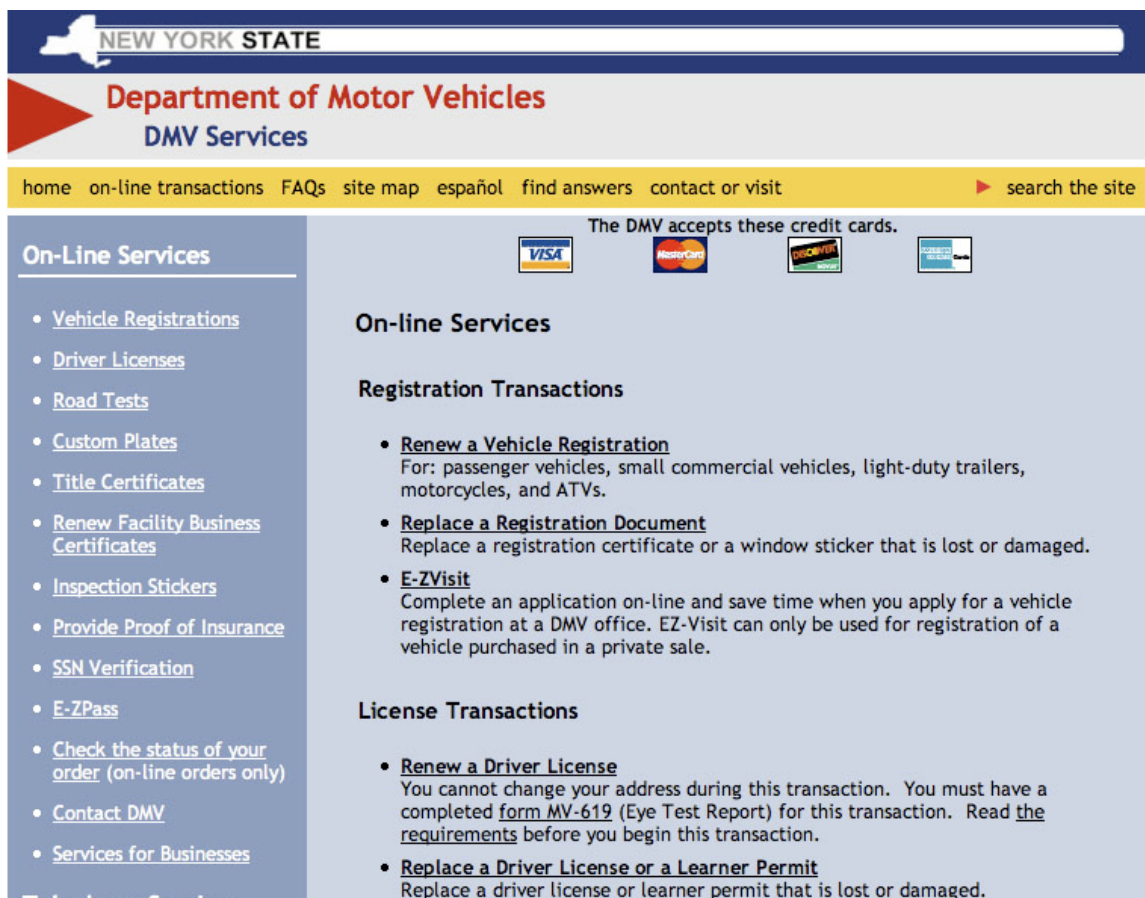 NEW YORK STATE
Department of Motor Vehicles
DMV Services
home on-line transactions FAQs site map español find answers contact or visit search the site
On-Line Services
• Vehicle Registrations
• Driver Licenses
• Road Tests
• Custom Plates
• Title Certificates
• Renew Facility Business
Certificates
• Inspection Stickers
• Provide Proof of Insurance
• SSN Verification
• E-ZPass
• Check the status of your
order (on-line orders only)
• Contact DMV
• Services for Businesses
The DMV accepts these credit cards.
VISA MasterCard DISCOVER
On-line Services
Registration Transactions
• Renew a Vehicle Registration
For: passenger vehicles, small commercial vehicles, light-duty trailers,
motorcycles, and ATVs.
• Replace a Registration Document
Replace a registration certificate or a window sticker that is lost or damaged.
• E-ZVisit
Complete an application on-line and save time when you apply for a vehicle
registration at a DMV office. EZ-Visit can only be used for registration of a
vehicle purchased in a private sale.
License Transactions
• Renew a Driver License
You cannot change your address during this transaction. You must have a
completed form MV-619 (Eye Test Report) for this transaction. Read the
requirements before you begin this transaction.
• Replace a Driver License or a Learner Permit
Replace a driver license or learner permit that is lost or damaged.